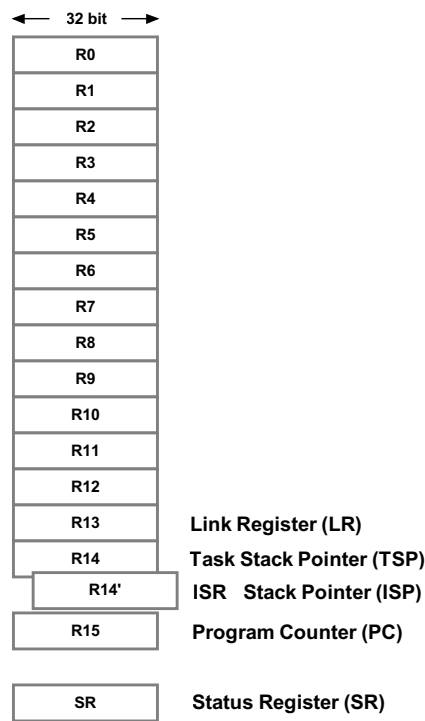 32 bit
R0
R1
R2
R3
R4
R5
R6
R7
R8
R9
R10
R11
R12
R13 Link Register (LR)
R14 Task Stack Pointer (TSP)
R14' ISR Stack Pointer (ISP)
R15 Program Counter (PC)
SR Status Register (SR)